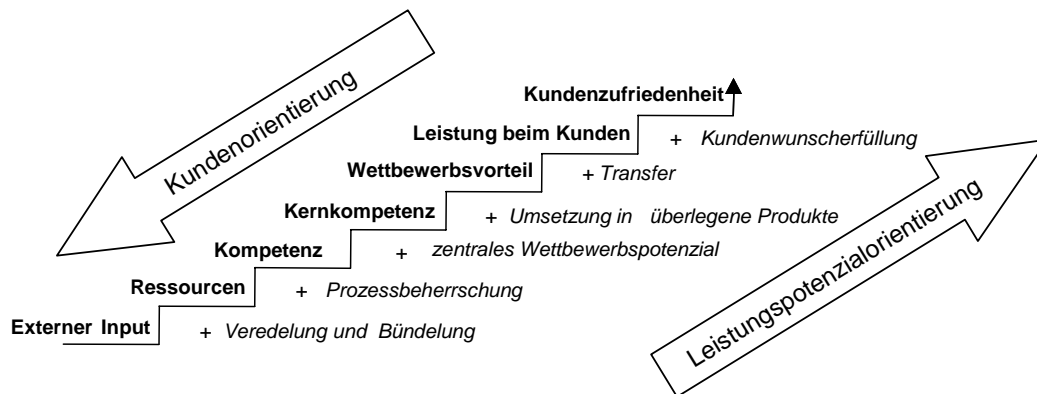 Kundenorientierung
Kundenzufriedenheit
Leistung beim Kunden
+ Kundenwunscherfüllung
Wettbewerbsvorteil
+ Transfer
Kernkompetenz
+ Umsetzung in überlegene Produkte
Kompetenz
+ zentrales Wettbewerbspotenzial
Ressourcen
+ Prozessbeherrschung
Externer Input
+ Veredelung und Bündelung
Leistungspotenzialorientierung